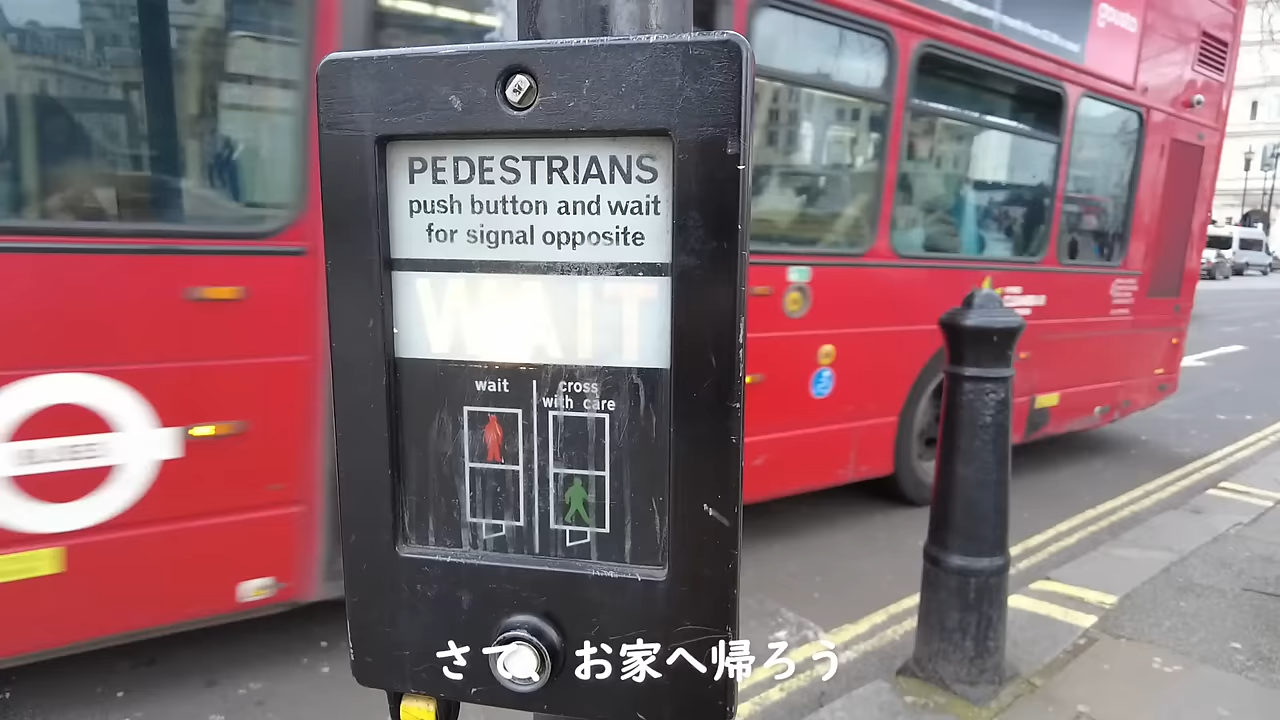 PEDESTRIANS
push button and wait
for signal opposite
WAIT
wait
cross
with care
さて、お家へ帰ろう